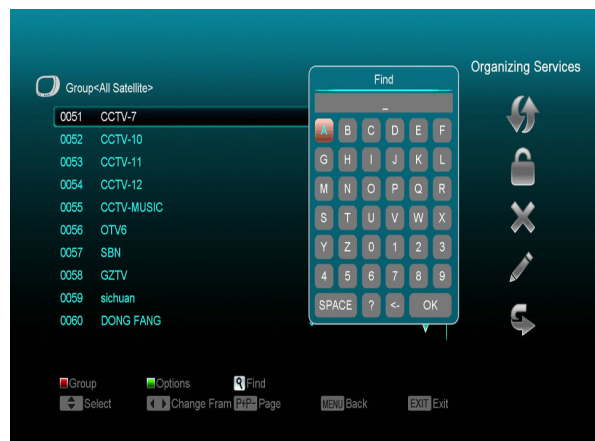 Organizing Services
Group<All Satellite>
0051 CCTV-7
0052 CCTV-10
0053 CCTV-11
0054 CCTV-12
0055 CCTV-MUSIC
0056 OTV6
0057 SBN
0058 GZTV
0059 sichuan
0060 DONG FANG
Find
_
A B C D E F
G H I J K L
M N O P Q R
S T U V W X
Y Z 0 1 2 3
4 5 6 7 8 9
SPACE ? <- OK
Group Options Find
Select Change Fram P+P- Page MENU Back EXIT Exit